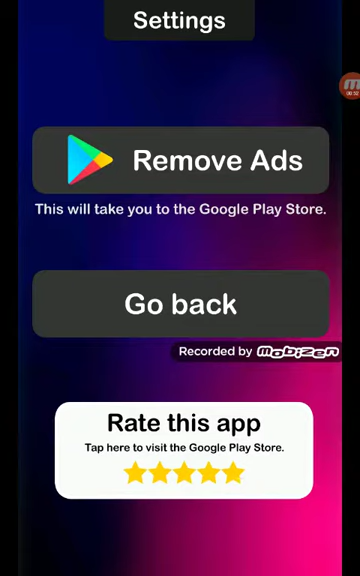 Settings
Remove Ads
This will take you to the Google Play Store.
Go back
Recorded by mobizen
Rate this app
Tap here to visit the Google Play Store.